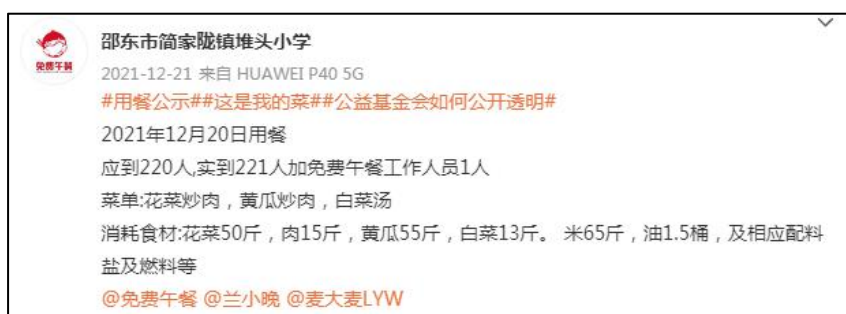 邵东市简家陇镇堆头小学
免费午餐
2021-12-21 来自 HUAWEI P40 5G
#用餐公示##这是我的菜##公益基金会如何公开透明#
2021年12月20日用餐
应到220人,实到221人加免费午餐工作人员1人
菜单:花菜炒肉，黄瓜炒肉，白菜汤
消耗食材:花菜50斤，肉15斤，黄瓜55斤，白菜13斤。 米65斤，油1.5桶，及相应配料
盐及燃料等
@免费午餐 @兰小晚 @麦大麦LYW